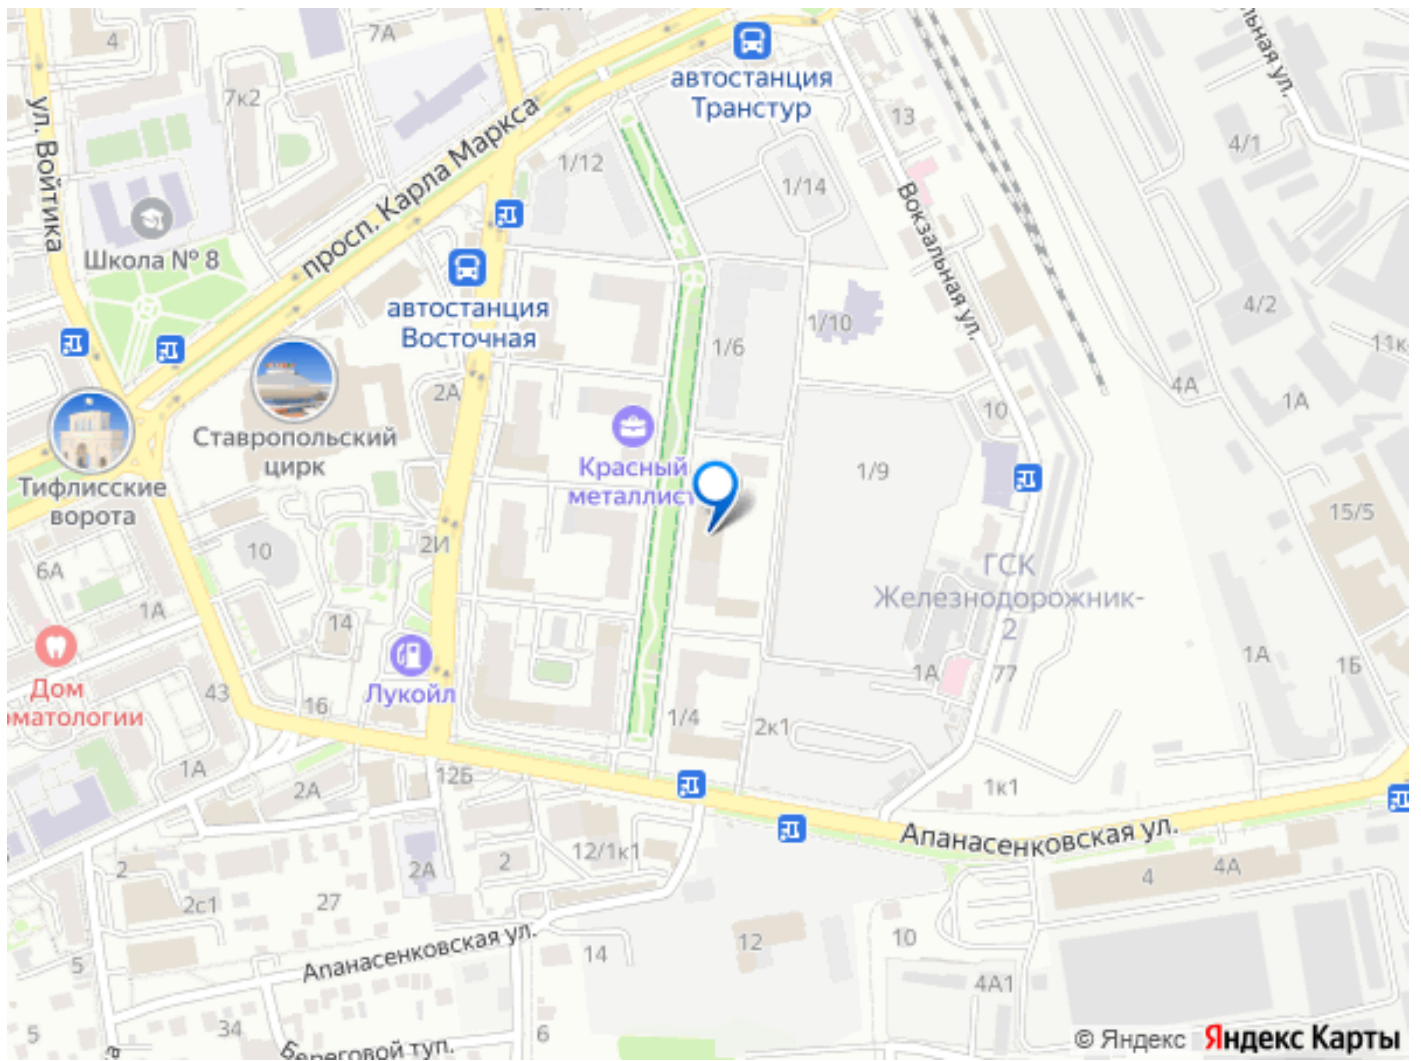 4
7А
автостанция
Транстур
ул. Войтика
7к2
просп. Карла Маркса
13
4/1
1/12
1/14
Вокзальная ул.
Школа № 8
автостанция
Восточная
1/10
4/2
1/6
2А
4А
1А
10
Ставропольский
цирк
Тифлисские
ворота
Красный
металлист
1/9
15/5
10
2И
6А
1А
14
ГСК
Железнодорожник-
2
1А
1Б
Дом
43
16
Лукойл
1А
77
1/4
2к1
1А
2А
12Б
1к1
Апанасенковская ул.
2
2с1
27
2А
2
12/1к1
4
4А
Апанасенковская ул.
14
12
10
4А1
5
5
34
6
Береговой туп.
© Яндекс Яндекс Карты